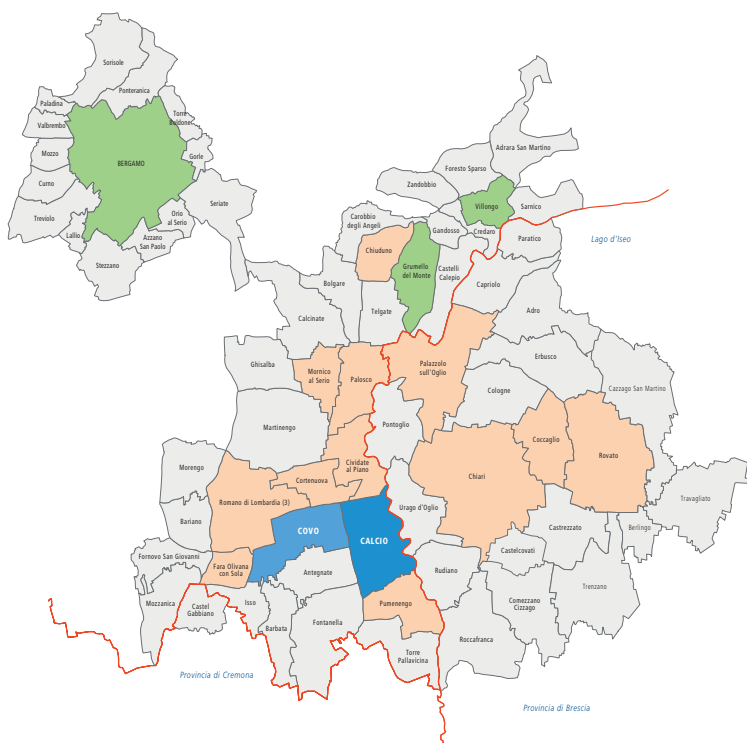 Sorisole
Ponteranica
Paladina
Torre
Boldone
Valbrembo
Mozzo
BERGAMO
Gorle
Curno
Treviolo
Orio
al Serio
Seriate
Lallio
Azzano
San Paolo
Stezzano
Adrara San Martino
Foresto Sparso
Zandobbio
Villongo
Sarnico
Carobbio
degli Angeli
Gandosso
Credaro
Paratico
Lago d'Iseo
Chiuduno
Grumello
del Monte
Castelli
Calepio
Capriolo
Bolgare
Calcinate
Telgate
Adro
Ghisalba
Mornico
al Serio
Palosco
Palazzolo
sull'Oglio
Erbusco
Cologne
Cazzago San Martino
Martinengo
Pontoglio
Coccaglio
Rovato
Morengo
Cividate
al Piano
Cortenuova
Chiari
Romano di Lombardia (3)
Urago d'Oglio
Travagliato
Bariano
COVO
CALCIO
Castrezzato
Berlingo
Castelcovati
Fornovo San Giovanni
Fara Olivana
con Sola
Antegnate
Rudiano
Trenzano
Mozzanica
Castel
Gabbiano
Isso
Barbata
Fontanella
Pumenengo
Comezzano
Cizzago
Roccafranca
Torre
Pallavicina
Provincia di Cremona
Provincia di Brescia